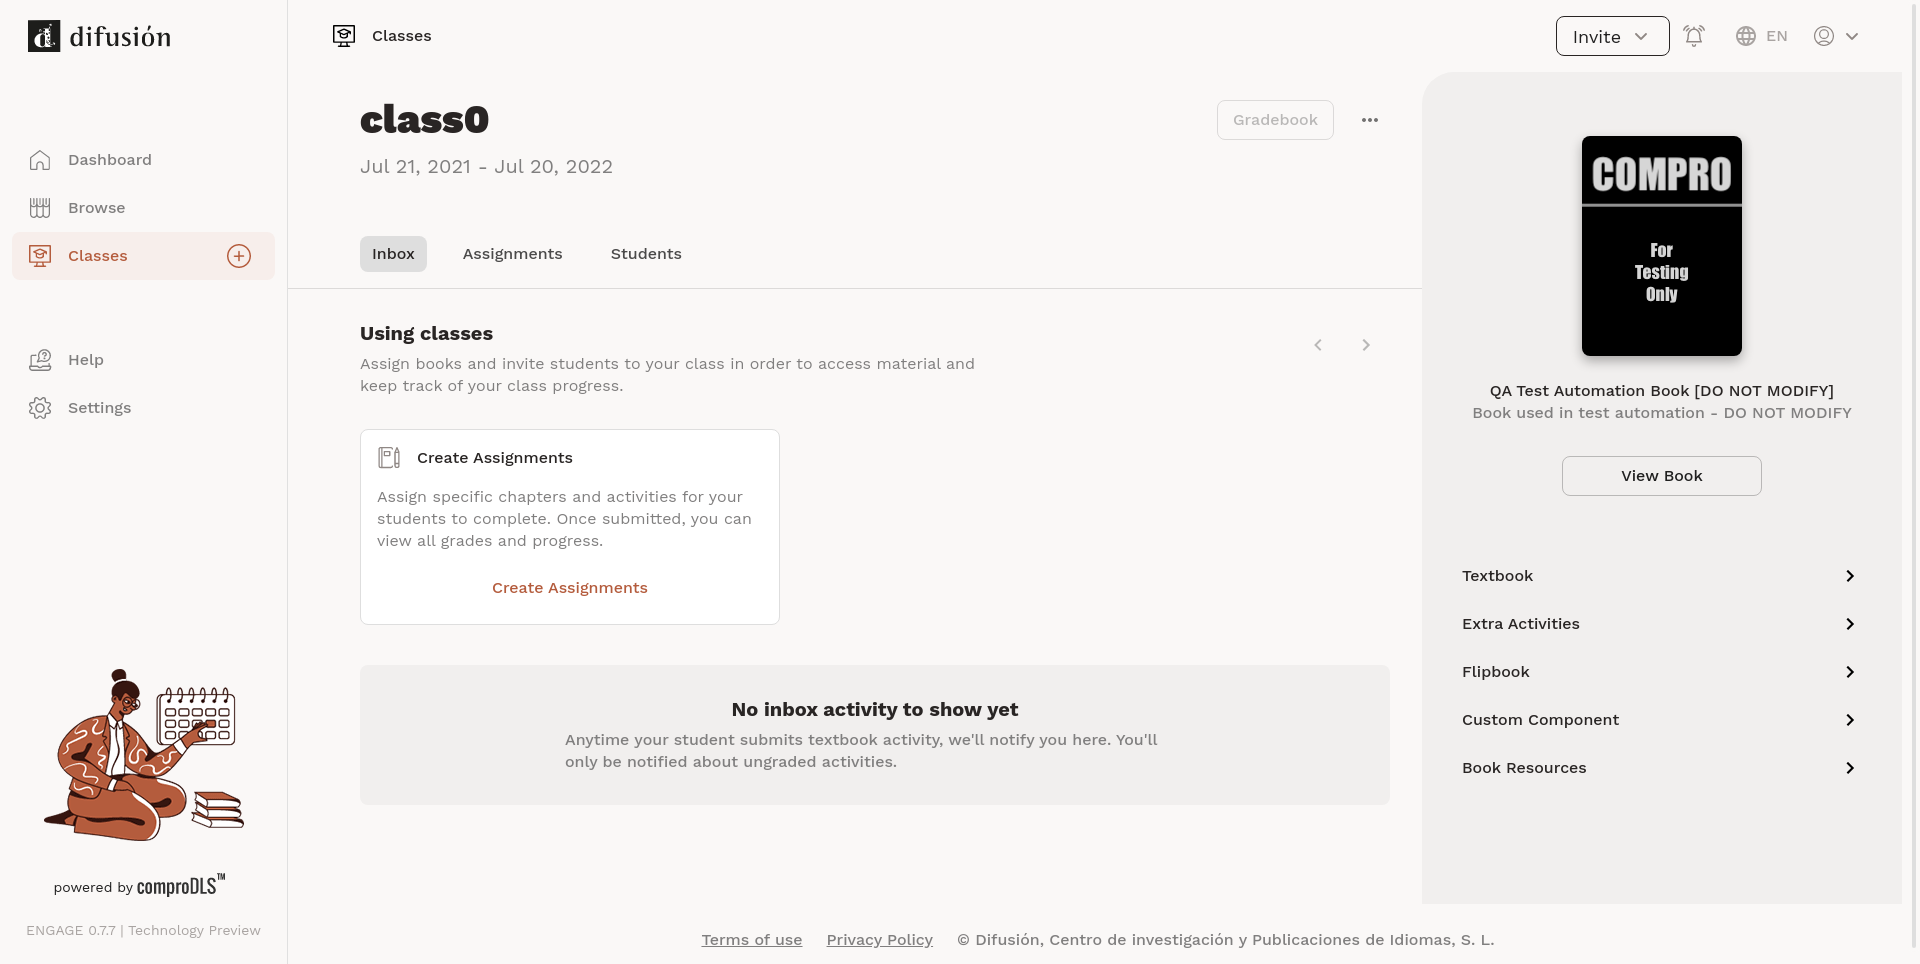 difusión
Dashboard
Browse
Classes
Help
Settings
powered by comproDLS™
ENGAGE 0.7.7 | Technology Preview
Classes
Invite
EN
class0
Gradebook
Jul 21, 2021 - Jul 20, 2022
Inbox
Assignments
Students
Using classes
Assign books and invite students to your class in order to access material and
keep track of your class progress.
Create Assignments
Assign specific chapters and activities for your
students to complete. Once submitted, you can
view all grades and progress.
Create Assignments
No inbox activity to show yet
Anytime your student submits textbook activity, we'll notify you here. You'll
only be notified about ungraded activities.
COMPRO
For
Testing
Only
QA Test Automation Book [DO NOT MODIFY]
Book used in test automation - DO NOT MODIFY
View Book
Textbook
Extra Activities
Flipbook
Custom Component
Book Resources
Terms of use
Privacy Policy
© Difusión, Centro de investigación y Publicaciones de Idiomas, S. L.